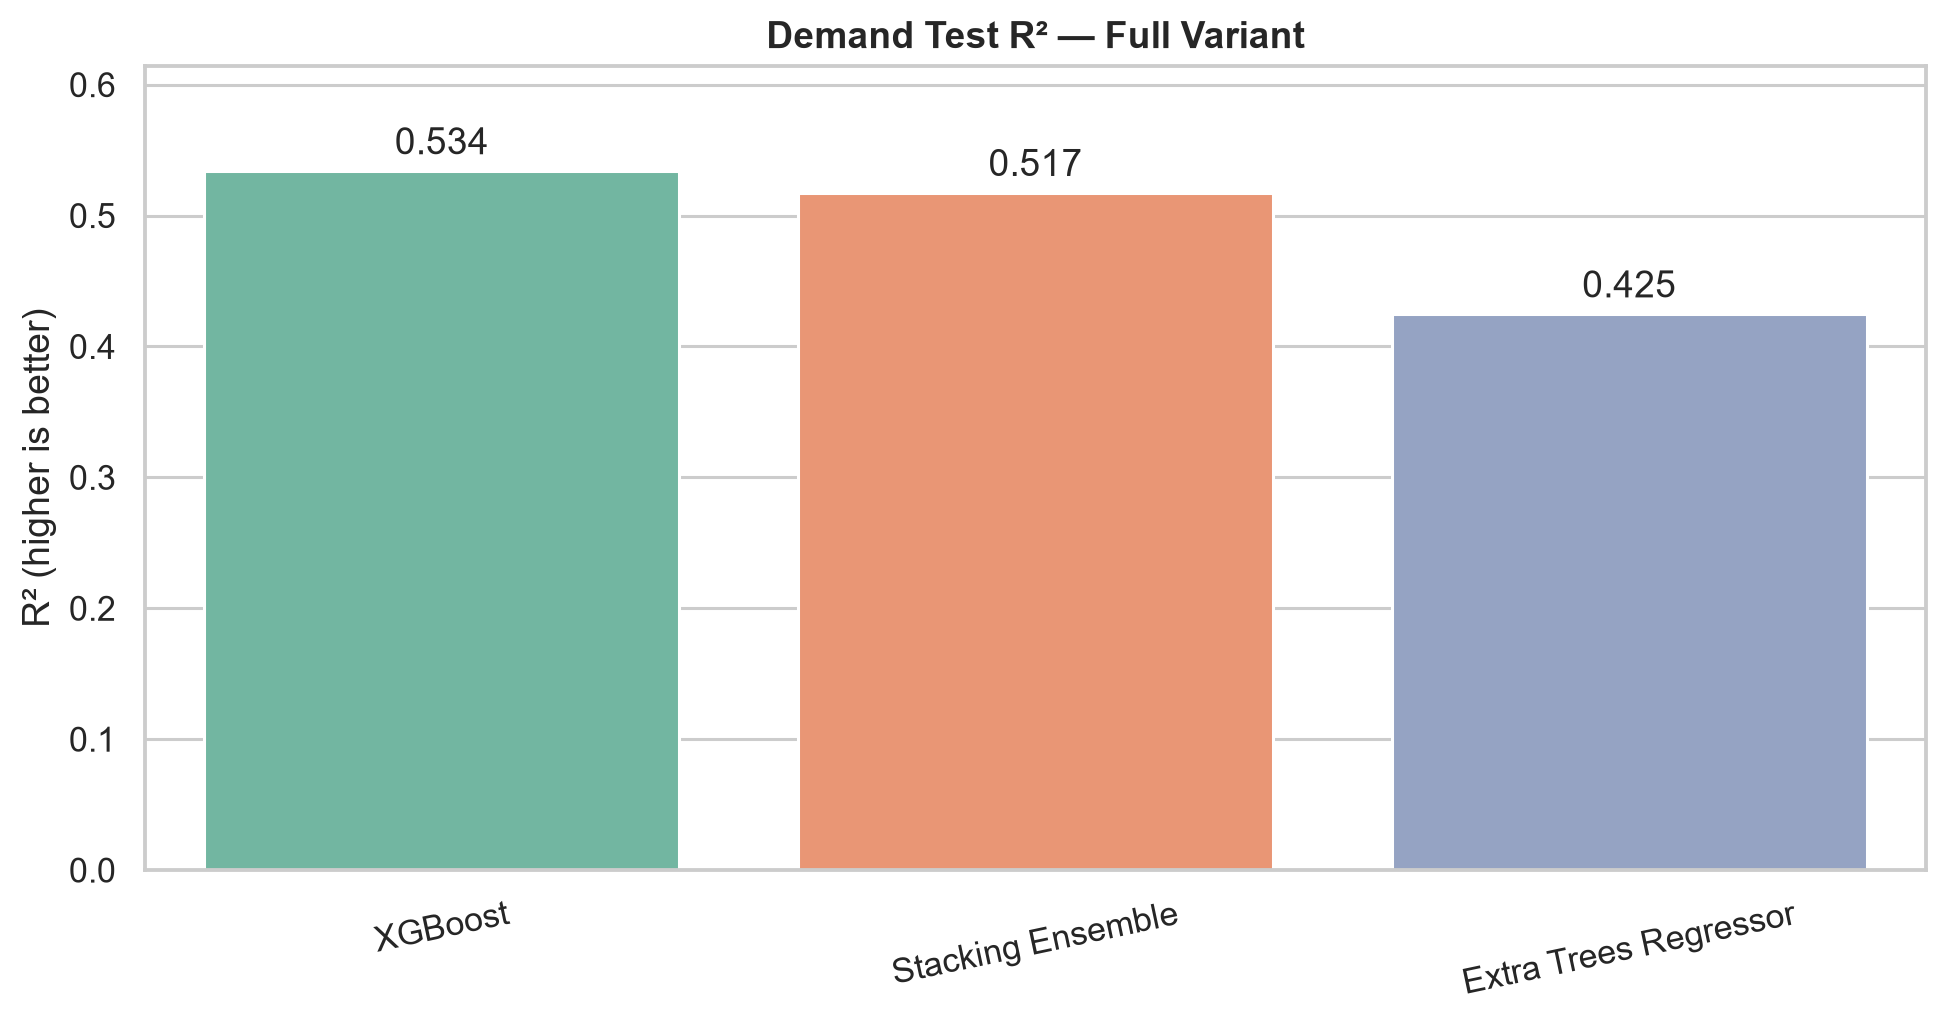 Demand Test R² — Full Variant
R² (higher is better)
0.6
0.5
0.4
0.3
0.2
0.1
0.0
0.534
0.517
0.425
XGBoost
Stacking Ensemble
Extra Trees Regressor